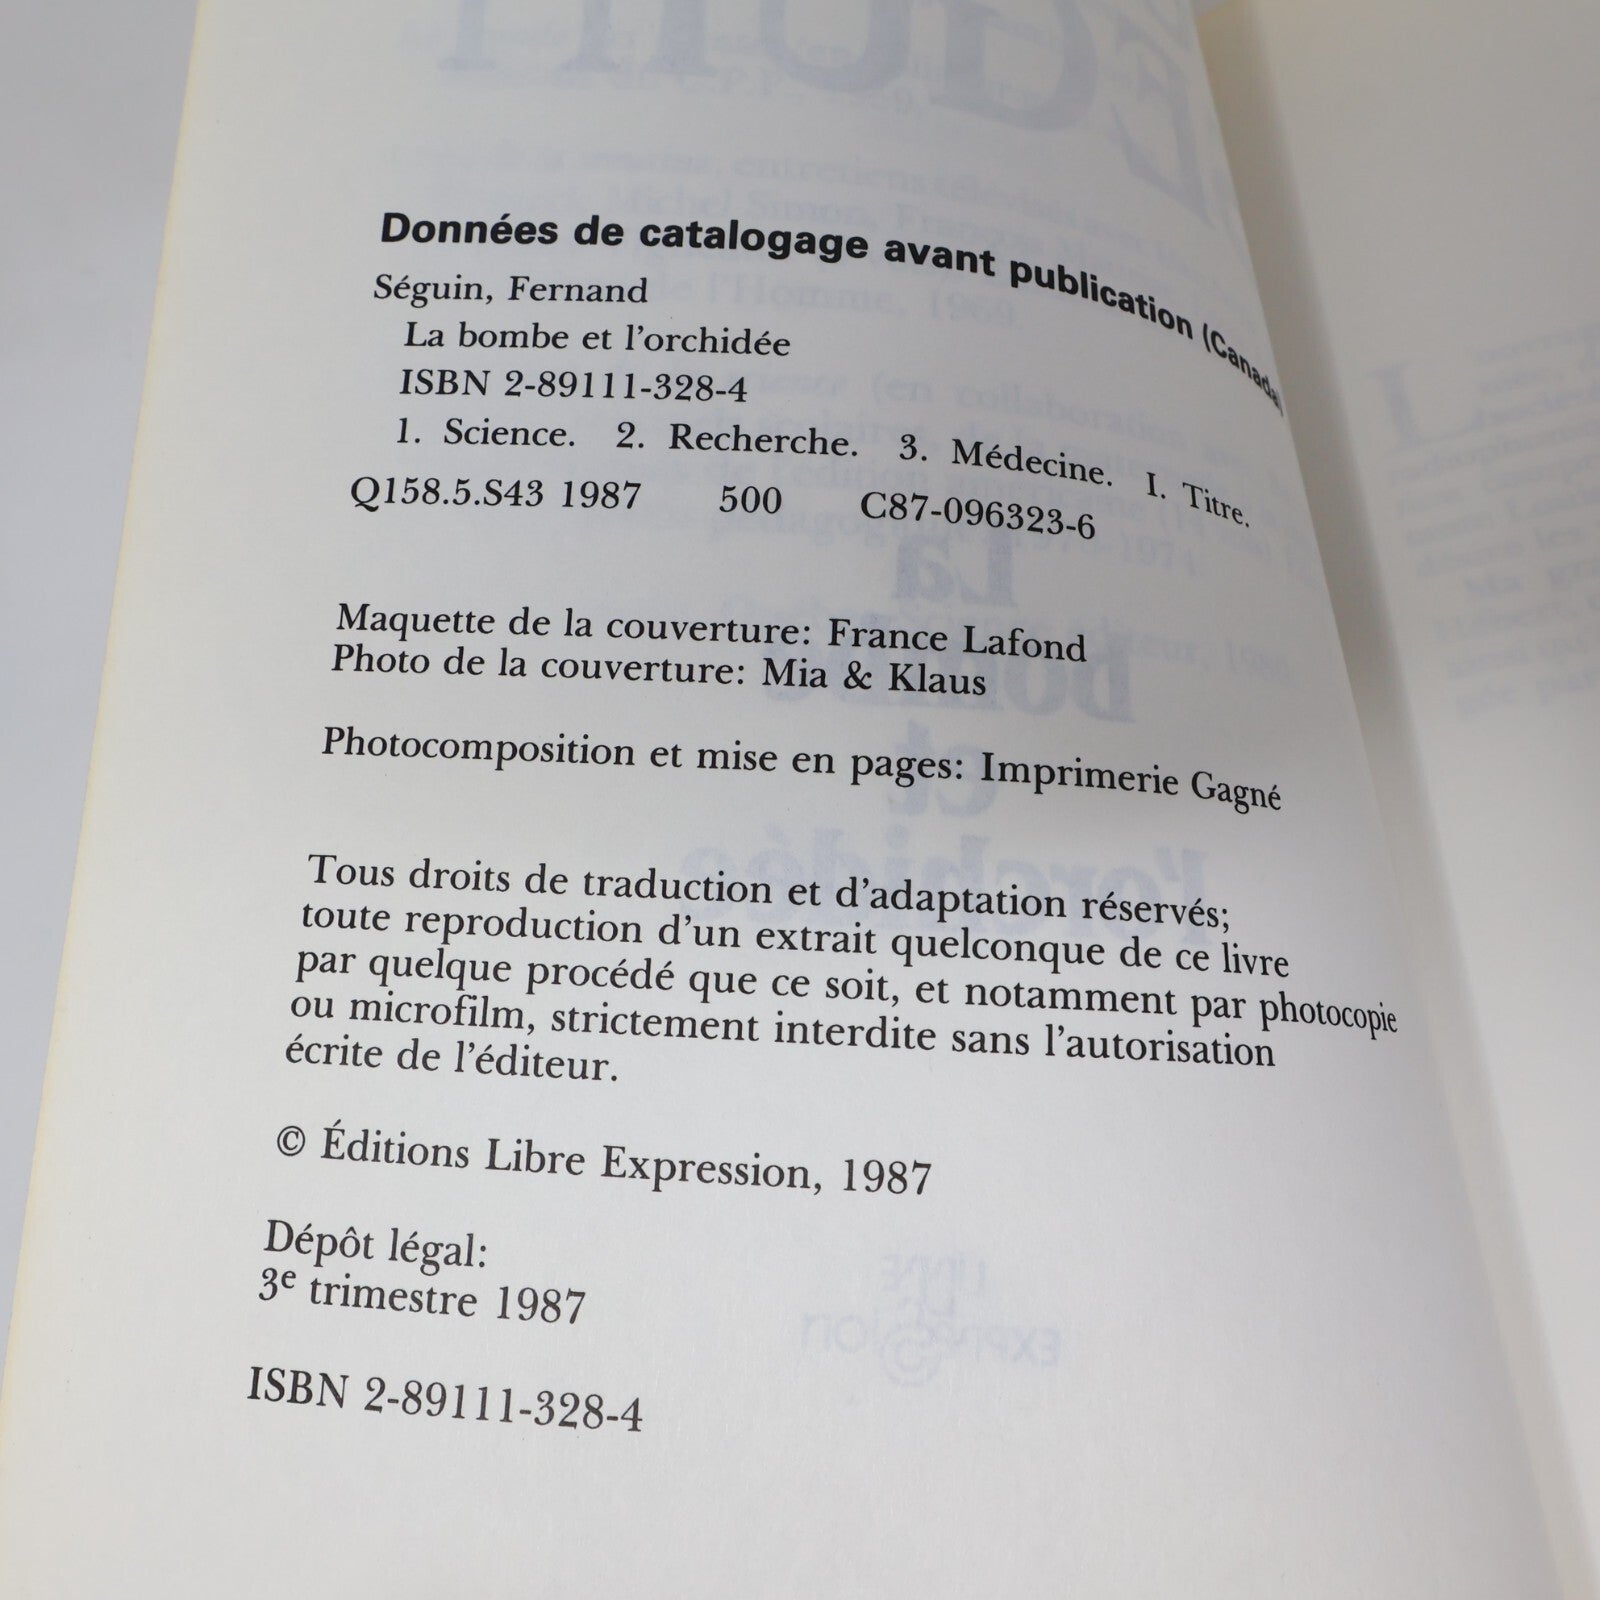 Données de catalogage avant publication (Canada)
Séguin, Fernand
La bombe et l'orchidée
ISBN 2-89111-328-4
1. Science. 2. Recherche. 3. Médecine. I. Titre.
Q158.5.S43 1987 500 C87-096323-6
Maquette de la couverture: France Lafond
Photo de la couverture: Mia & Klaus
Photocomposition et mise en pages: Imprimerie Gagné
Tous droits de traduction et d'adaptation réservés;
toute reproduction d'un extrait quelconque de ce livre
par quelque procédé que ce soit, et notamment par photocopie
ou microfilm, strictement interdite sans l'autorisation
écrite de l'éditeur.
© Éditions Libre Expression, 1987
Dépôt légal:
3e trimestre 1987
ISBN 2-89111-328-4